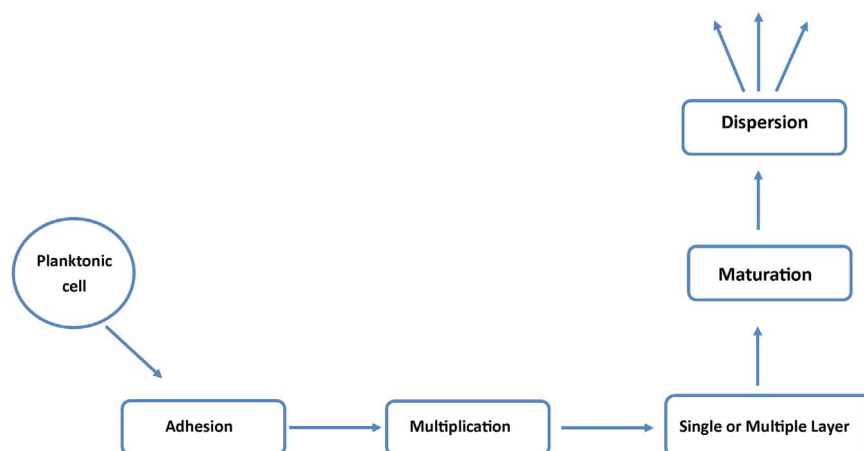 Planktonic
cell
Adhesion
Multiplication
Single or Multiple Layer
Maturation
Dispersion